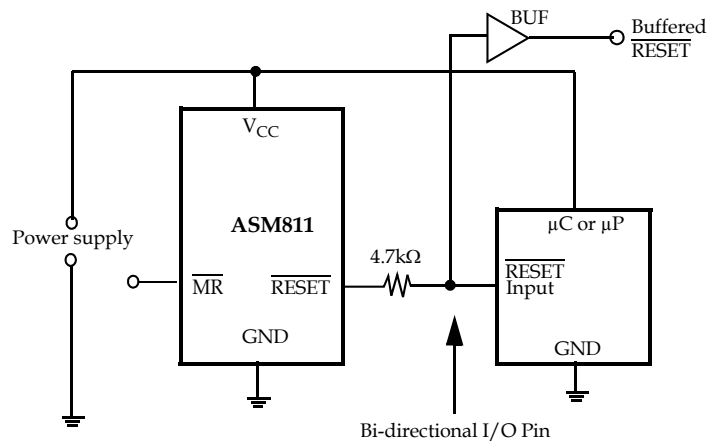 BUF
Buffered
RESET
VCC
µC or µP
ASM811
Power supply
4.7kΩ
MR
RESET
RESET
Input
GND
GND
Bi-directional I/O Pin